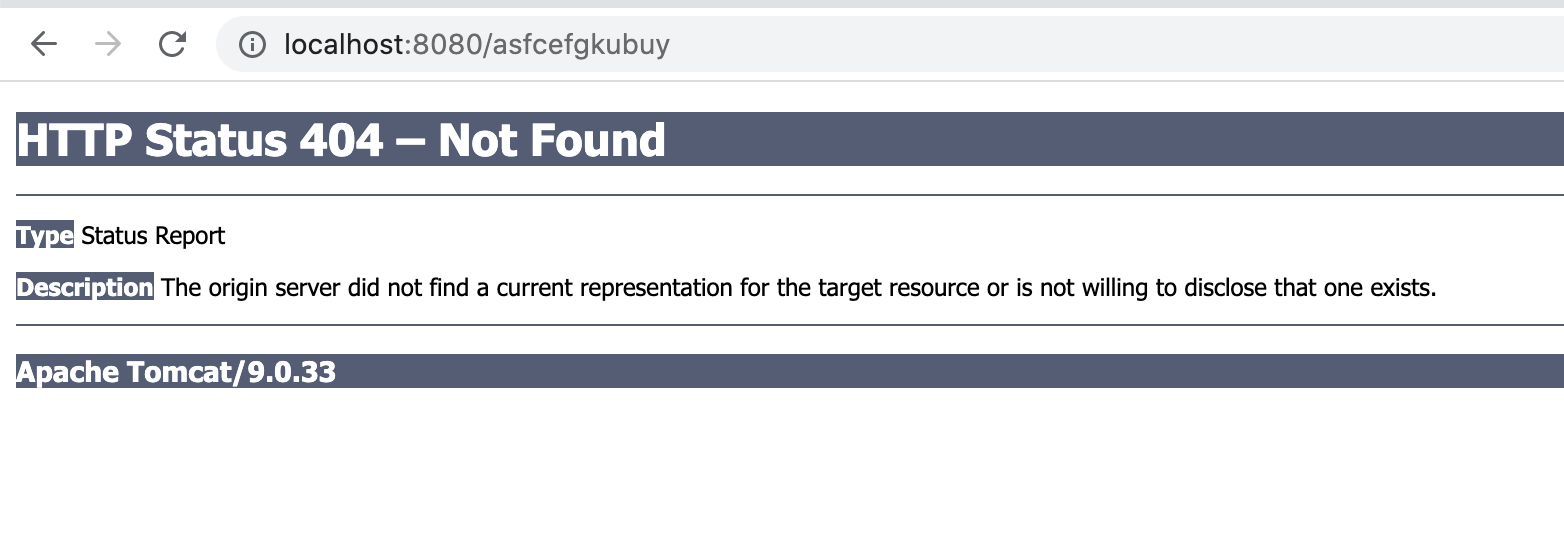 localhost:8080/asfcefgkubuy
HTTP Status 404 – Not Found
Type Status Report
Description The origin server did not find a current representation for the target resource or is not willing to disclose that one exists.
Apache Tomcat/9.0.33